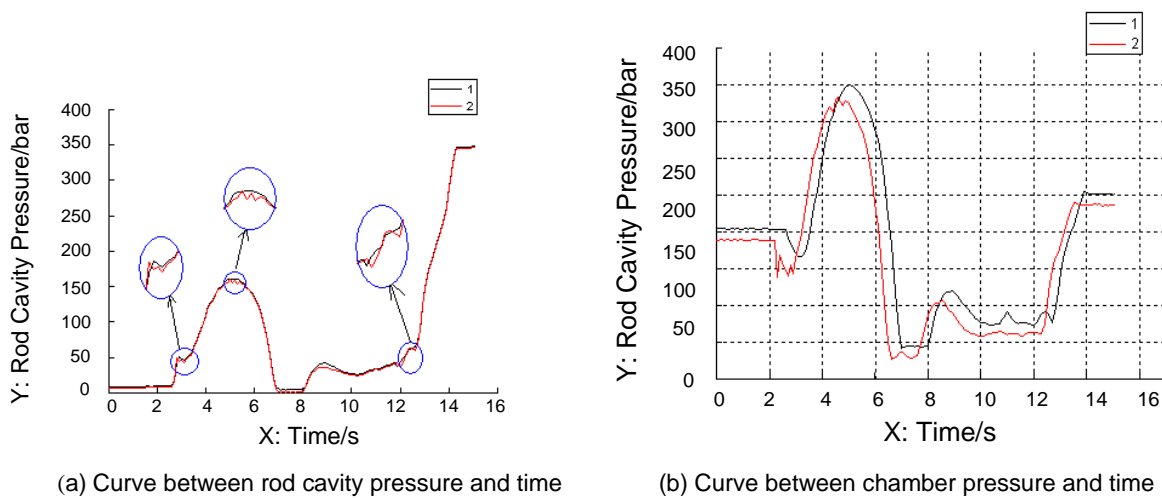 1
2
400
350
300
250
200
150
100
50
0
0 2 4 6 8 10 12 14 16
Y: Rod Cavity Pressure/bar
X: Time/s
(a) Curve between rod cavity pressure and time
1
2
400
350
300
250
200
150
100
50
0
0 2 4 6 8 10 12 14 16
Y: Rod Cavity Pressure/bar
X: Time/s
(b) Curve between chamber pressure and time